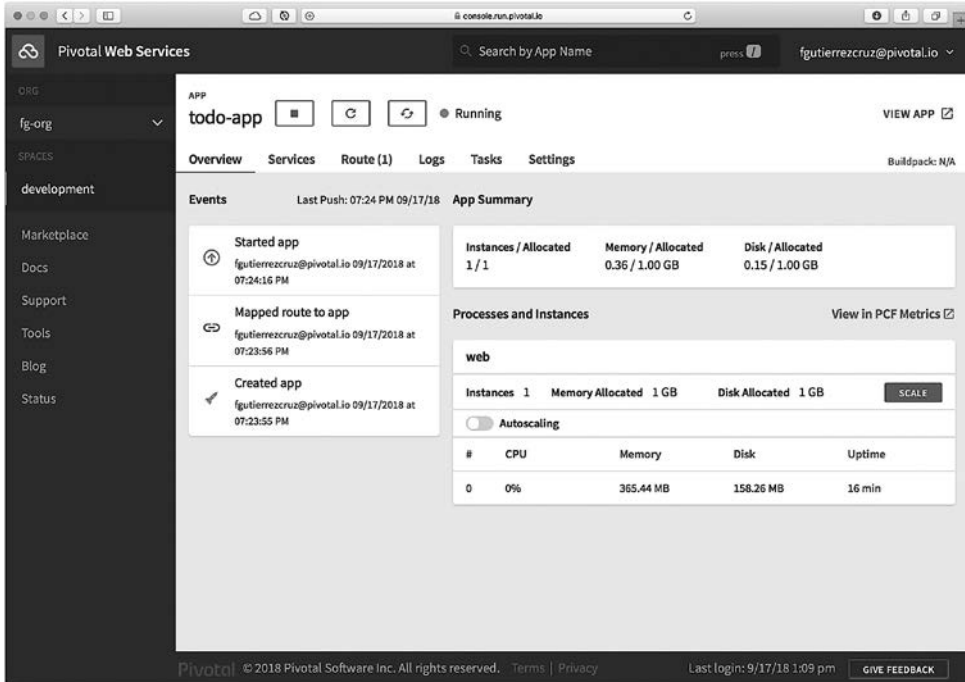 console.run.pivotal.io
Pivotal Web Services
Search by App Name
press /
fgutierrezcruz@pivotal.io
ORG
fg-org
SPACES
development
Marketplace
Docs
Support
Tools
Blog
Status
APP
todo-app
Running
VIEW APP
Overview Services Route (1) Logs Tasks Settings
Buildpack: N/A
Events
Last Push: 07:24 PM 09/17/18
Started app
fgutierrezcruz@pivotal.io 09/17/2018 at
07:24:16 PM
Mapped route to app
fgutierrezcruz@pivotal.io 09/17/2018 at
07:23:56 PM
Created app
fgutierrezcruz@pivotal.io 09/17/2018 at
07:23:55 PM
App Summary
Instances / Allocated Memory / Allocated Disk / Allocated
1 / 1 0.36 / 1.00 GB 0.15 / 1.00 GB
Processes and Instances
View in PCF Metrics
web
Instances 1 Memory Allocated 1 GB Disk Allocated 1 GB SCALE
Autoscaling
# CPU Memory Disk Uptime
0 0% 365.44 MB 158.26 MB 16 min
Pivotal © 2018 Pivotal Software Inc. All rights reserved. Terms | Privacy
Last login: 9/17/18 1:09 pm
GIVE FEEDBACK